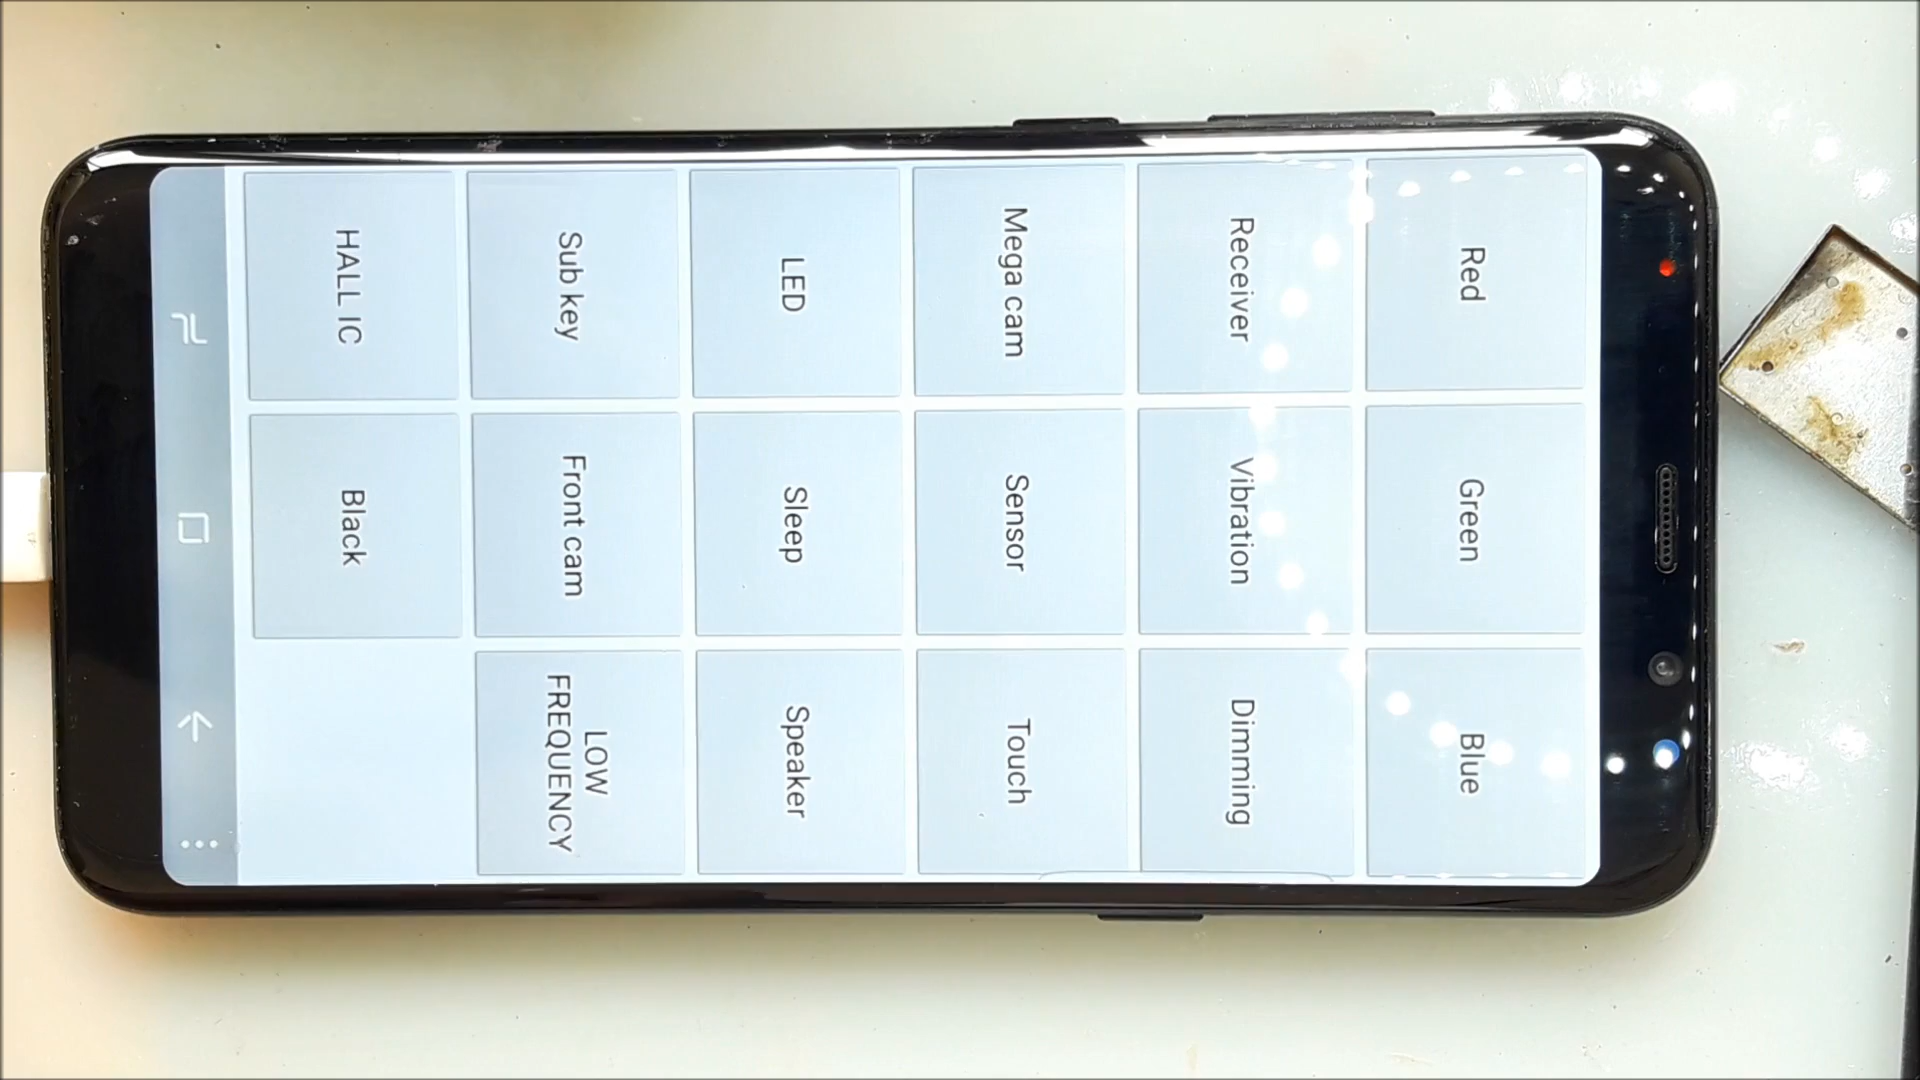 Red
Green
Blue
Receiver
Vibration
Dimming
Mega cam
Sensor
Touch
LED
Sleep
Speaker
Sub key
Front cam
LOW
FREQUENCY
HALL IC
Black